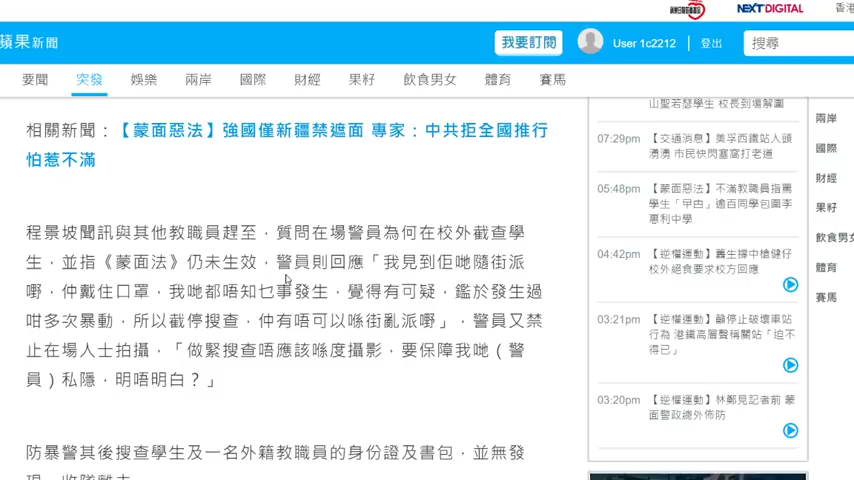 NEXT DIGITAL
香港
蘋果新聞
我要訂閱
User 1c2212
登出
搜尋
要聞 突發 娛樂 兩岸 國際 財經 果籽 飲食男女 體育 賽馬
相關新聞：【蒙面惡法】強國僅新疆禁遮面 專家：中共拒全國推行
怕惹不滿
程景坡聞訊與其他教職員趕至，質問在場警員為何在校外截查學
生，並指《蒙面法》仍未生效，警員則回應「我見到佢哋隨街派
嘢，仲戴住口罩，我哋都唔知乜事發生，覺得有可疑，鑑於發生過
咁多次暴動，所以截停搜查，仲有唔可以喺街亂派嘢」，警員又禁
止在場人士拍攝，「做緊搜查唔應該喺度攝影，要保障我哋（警
員）私隱，明唔明白？」
防暴警其後搜查學生及一名外籍教職員的身份證及書包，並無發
現，收隊離去
山聖若瑟學生 校長到場解圍
07:29pm 【交通消息】美孚西鐵站人頭
湧湧 市民快閃塞窩打老道
05:48pm 【蒙面惡法】不滿教職員指罵
學生「曱甴」逾百同學包圍李
惠利中學
04:42pm 【逆權運動】舊生撐中槍健仔
校外絕食要求校方回應
03:21pm 【逆權運動】籲停止破壞車站
行為 港鐵高層聲稱關站「迫不
得已」
03:20pm 【逆權運動】林鄭見記者前 蒙
面警政總外佈防
兩岸
國際
財經
果籽
飲食男女
體育
賽馬